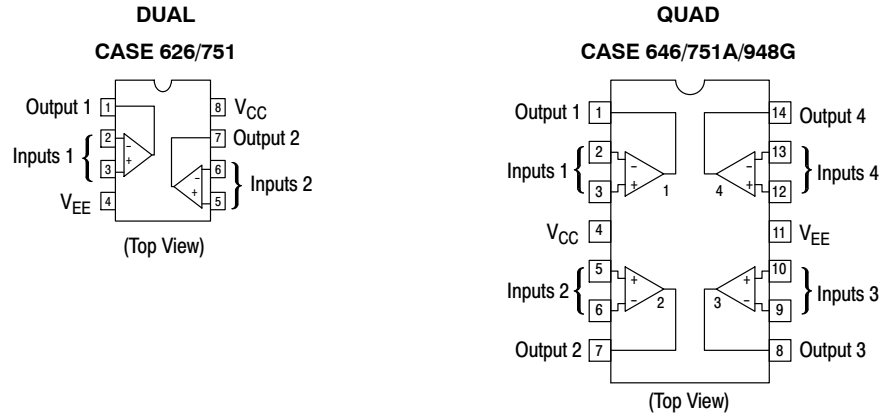 DUAL
CASE 626/751
Output 1 1 8 VCC
2 - 7 Output 2
Inputs 1 { + - 6
3 + } Inputs 2
VEE 4 5
(Top View)
QUAD
CASE 646/751A/948G
Output 1 1 14 Output 4
2 13
Inputs 1 { - - } Inputs 4
3 + 1 4 + 12
VCC 4 11 VEE
5 10
Inputs 2 { + + } Inputs 3
6 - 2 3 - 9
Output 2 7 8 Output 3
(Top View)